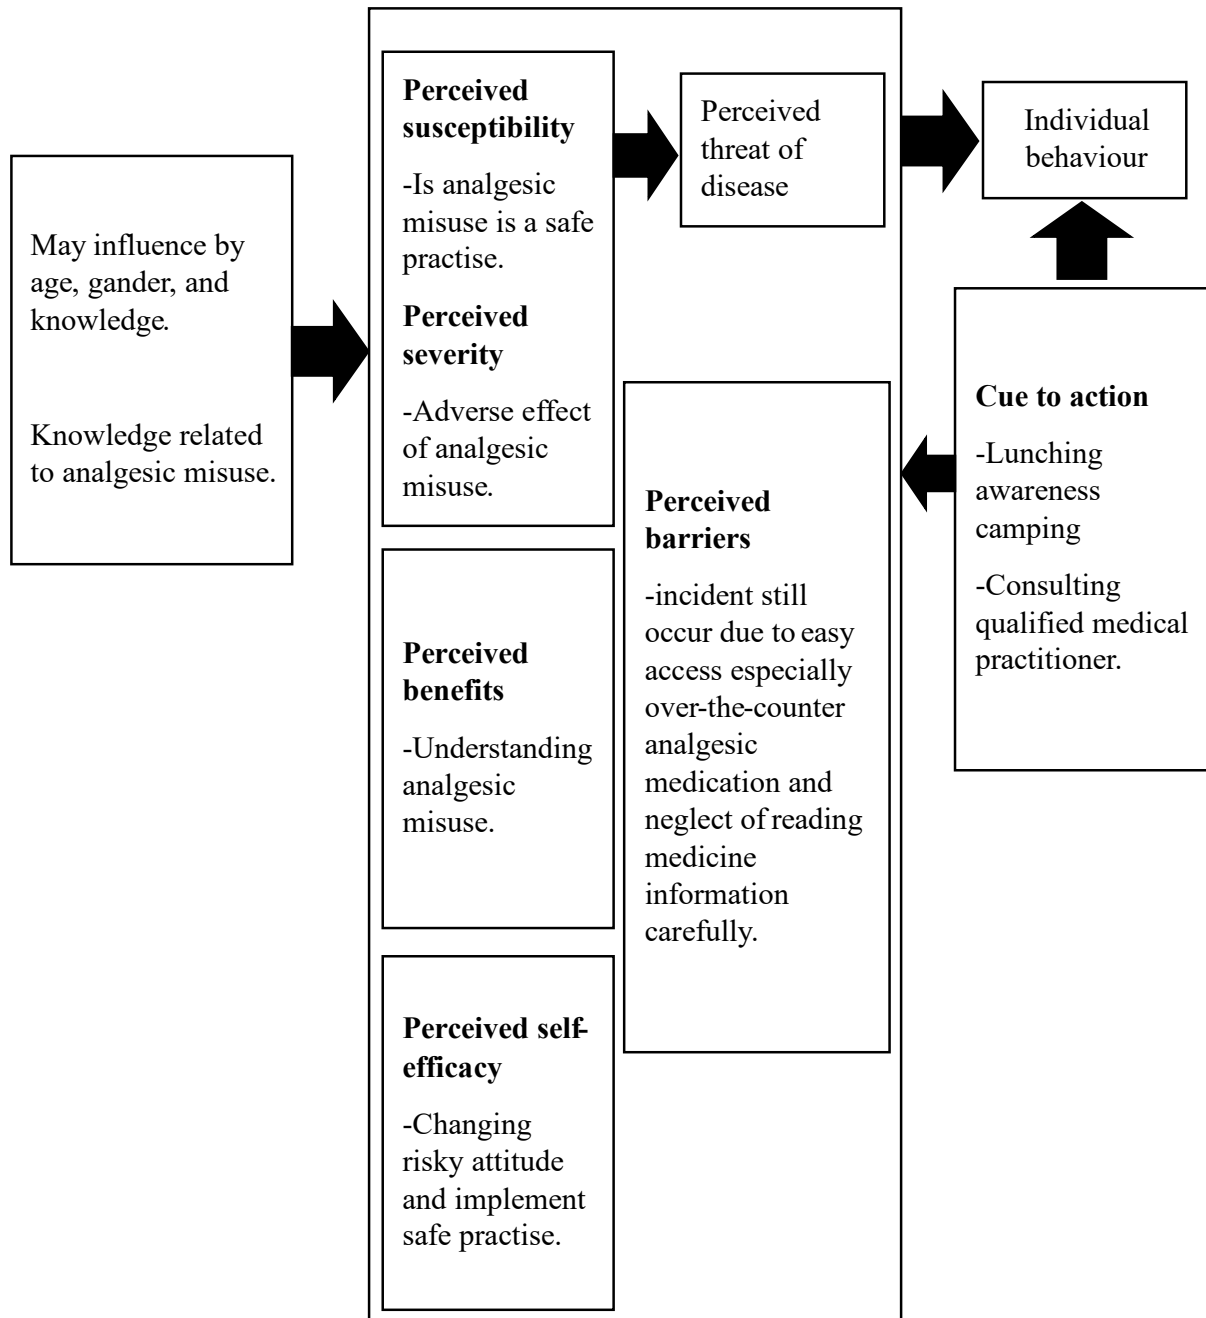 May influence by
age, gander, and
knowledge.
Knowledge related
to analgesic misuse.
Perceived
susceptibility
-Is analgesic
misuse is a safe
practise.
Perceived
severity
-Adverse effect
of analgesic
misuse.
Perceived
benefits
-Understanding
analgesic
misuse.
Perceived self-
efficacy
-Changing
risky attitude
and implement
safe practise.
Perceived
threat of
disease
Perceived
barriers
-incident still
occur due to easy
access especially
over-the-counter
analgesic
medication and
neglect of reading
medicine
information
carefully.
Individual
behaviour
Cue to action
-Lunching
awareness
camping
-Consulting
qualified medical
practitioner.